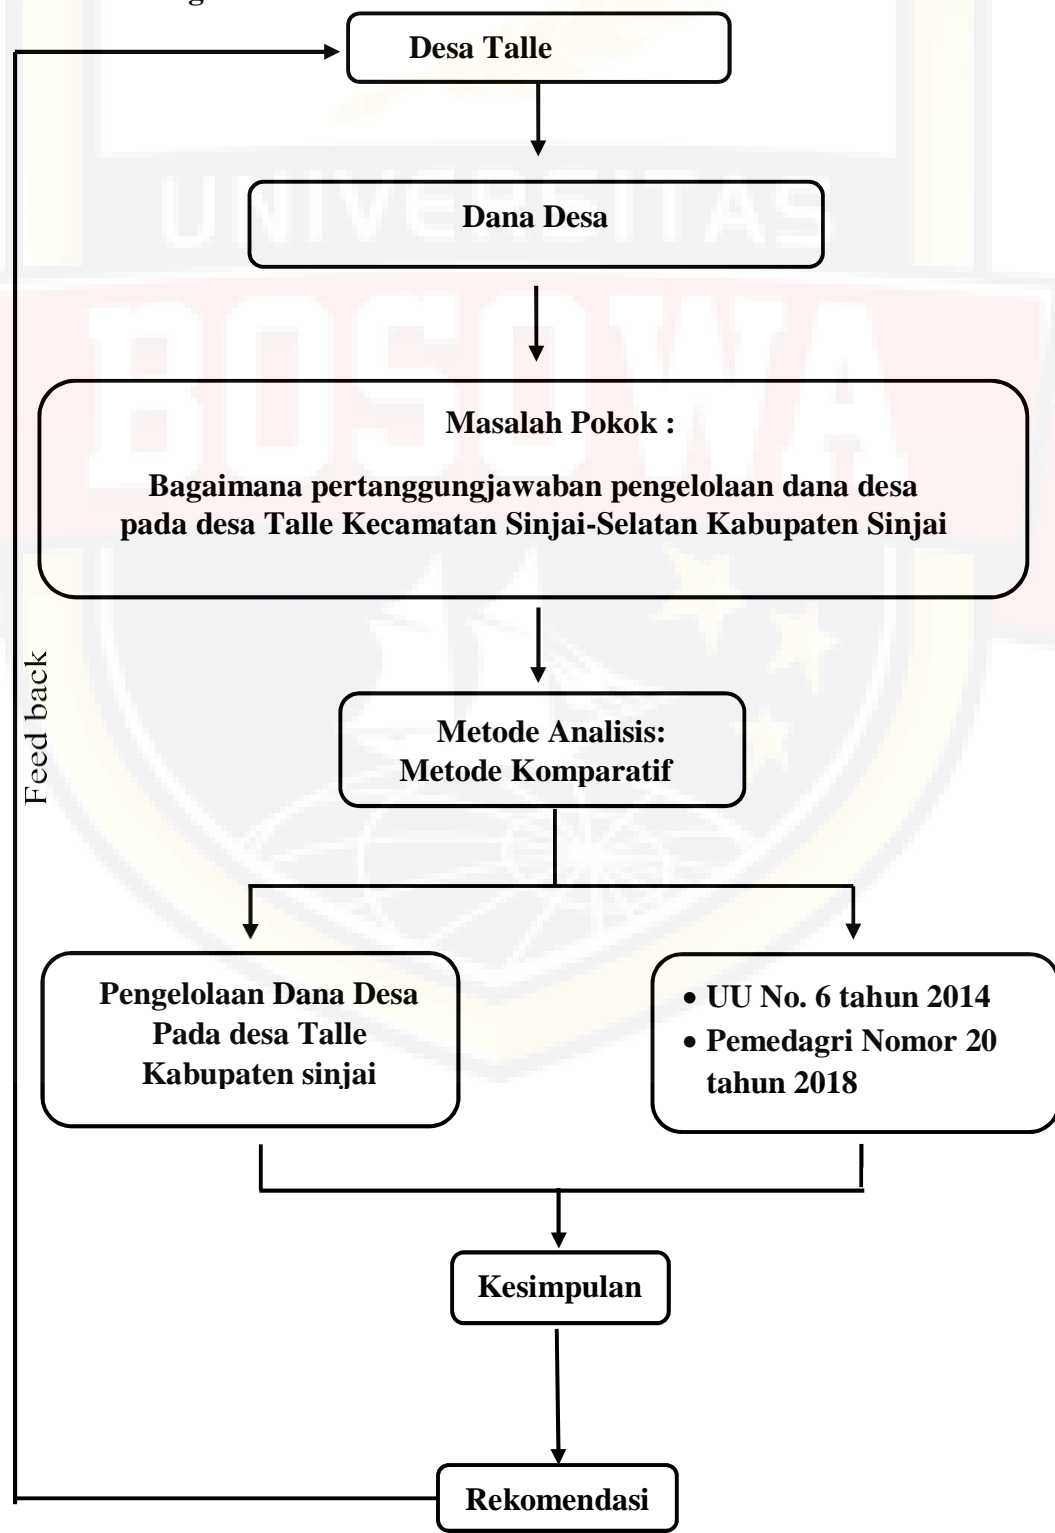 Desa Talle
Dana Desa
UNIVERSITAS
BOSOWA
Masalah Pokok :
Bagaimana pertanggungjawaban pengelolaan dana desa
pada desa Talle Kecamatan Sinjai-Selatan Kabupaten Sinjai
Feed back
Metode Analisis:
Metode Komparatif
Pengelolaan Dana Desa
Pada desa Talle
Kabupaten sinjai
• UU No. 6 tahun 2014
• Pemedagri Nomor 20
tahun 2018
Kesimpulan
Rekomendasi